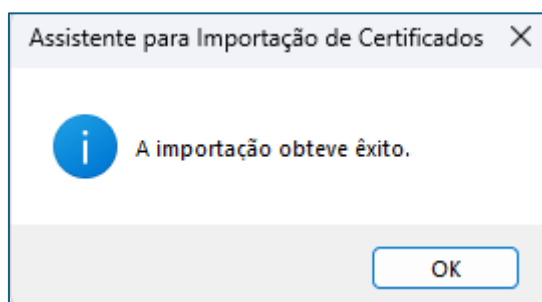 Assistente para Importação de Certificados
A importação obteve êxito.
OK